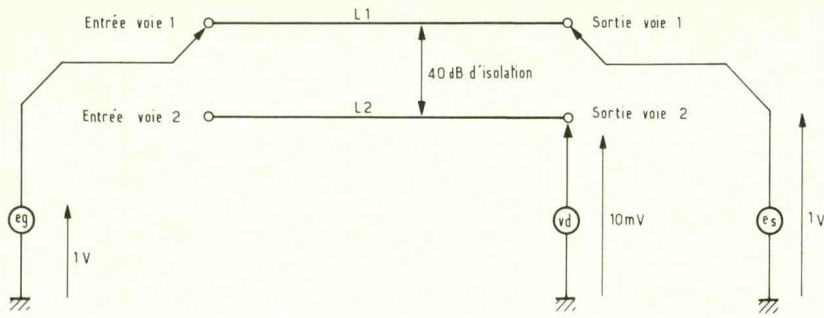 Entrée voie 1
L1
Sortie voie 1
40 dB d'isolation
Entrée voie 2
L2
Sortie voie 2
eg
1V
vd
10mV
es
1V